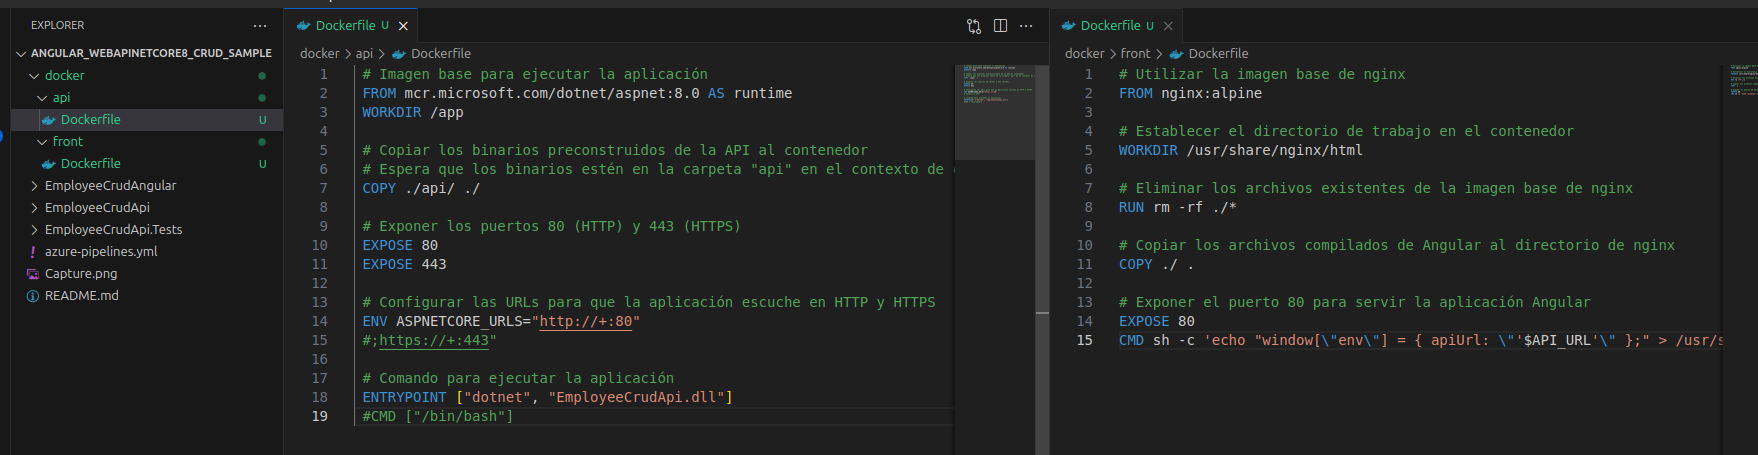 EXPLORER
ANGULAR_WEBAPINETCORE8_CRUD_SAMPLE
docker
api
Dockerfile U
front
Dockerfile U
EmployeeCrudAngular
EmployeeCrudApi
EmployeeCrudApi.Tests
azure-pipelines.yml
Capture.png
README.md
Dockerfile U
docker > api > Dockerfile
1 # Imagen base para ejecutar la aplicación
2 FROM mcr.microsoft.com/dotnet/aspnet:8.0 AS runtime
3 WORKDIR /app
4
5 # Copiar los binarios preconstruidos de la API al contenedor
6 # Espera que los binarios estén en la carpeta "api" en el contexto de
7 COPY ./api/ ./
8
9 # Exponer los puertos 80 (HTTP) y 443 (HTTPS)
10 EXPOSE 80
11 EXPOSE 443
12
13 # Configurar las URLs para que la aplicación escuche en HTTP y HTTPS
14 ENV ASPNETCORE_URLS="http://+:80"
15 #;https://+:443"
16
17 # Comando para ejecutar la aplicación
18 ENTRYPOINT ["dotnet", "EmployeeCrudApi.dll"]
19 #CMD ["/bin/bash"]
Dockerfile U
docker > front > Dockerfile
1 # Utilizar la imagen base de nginx
2 FROM nginx:alpine
3
4 # Establecer el directorio de trabajo en el contenedor
5 WORKDIR /usr/share/nginx/html
6
7 # Eliminar los archivos existentes de la imagen base de nginx
8 RUN rm -rf ./*
9
10 # Copiar los archivos compilados de Angular al directorio de nginx
11 COPY ./ .
12
13 # Exponer el puerto 80 para servir la aplicación Angular
14 EXPOSE 80
15 CMD sh -c 'echo "window[\"env\"] = { apiUrl: \"'$API_URL'\" };" > /usr/s